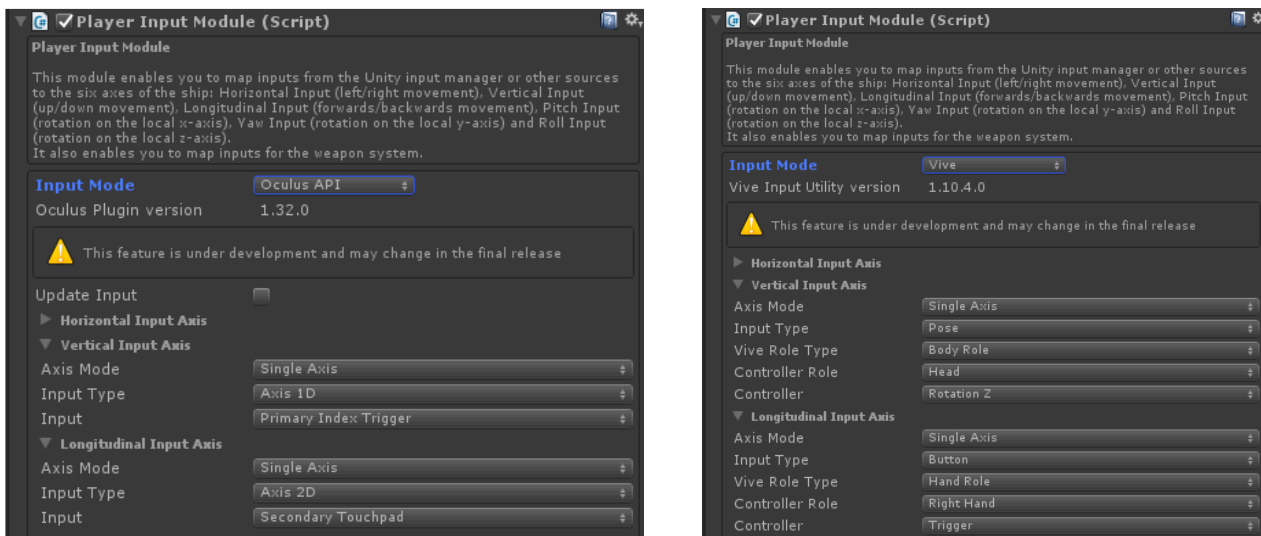 Player Input Module (Script)
Player Input Module
This module enables you to map inputs from the Unity input manager or other sources
to the six axes of the ship: Horizontal Input (left/right movement), Vertical Input
(up/down movement), Longitudinal Input (forwards/backwards movement), Pitch Input
(rotation on the local x-axis), Yaw Input (rotation on the local y-axis) and Roll Input
(rotation on the local z-axis).
It also enables you to map inputs for the weapon system.
Input Mode Oculus API
Oculus Plugin version 1.32.0
This feature is under development and may change in the final release
Update Input
Horizontal Input Axis
Vertical Input Axis
Axis Mode Single Axis
Input Type Axis 1D
Input Primary Index Trigger
Longitudinal Input Axis
Axis Mode Single Axis
Input Type Axis 2D
Input Secondary Touchpad
Player Input Module (Script)
Player Input Module
This module enables you to map inputs from the Unity input manager or other sources
to the six axes of the ship: Horizontal Input (left/right movement), Vertical Input
(up/down movement), Longitudinal Input (forwards/backwards movement), Pitch Input
(rotation on the local x-axis), Yaw Input (rotation on the local y-axis) and Roll Input
(rotation on the local z-axis).
It also enables you to map inputs for the weapon system.
Input Mode Vive
Vive Input Utility version 1.10.4.0
This feature is under development and may change in the final release
Horizontal Input Axis
Vertical Input Axis
Axis Mode Single Axis
Input Type Pose
Vive Role Type Body Role
Controller Role Head
Controller Rotation Z
Longitudinal Input Axis
Axis Mode Single Axis
Input Type Button
Vive Role Type Hand Role
Controller Role Right Hand
Controller Trigger